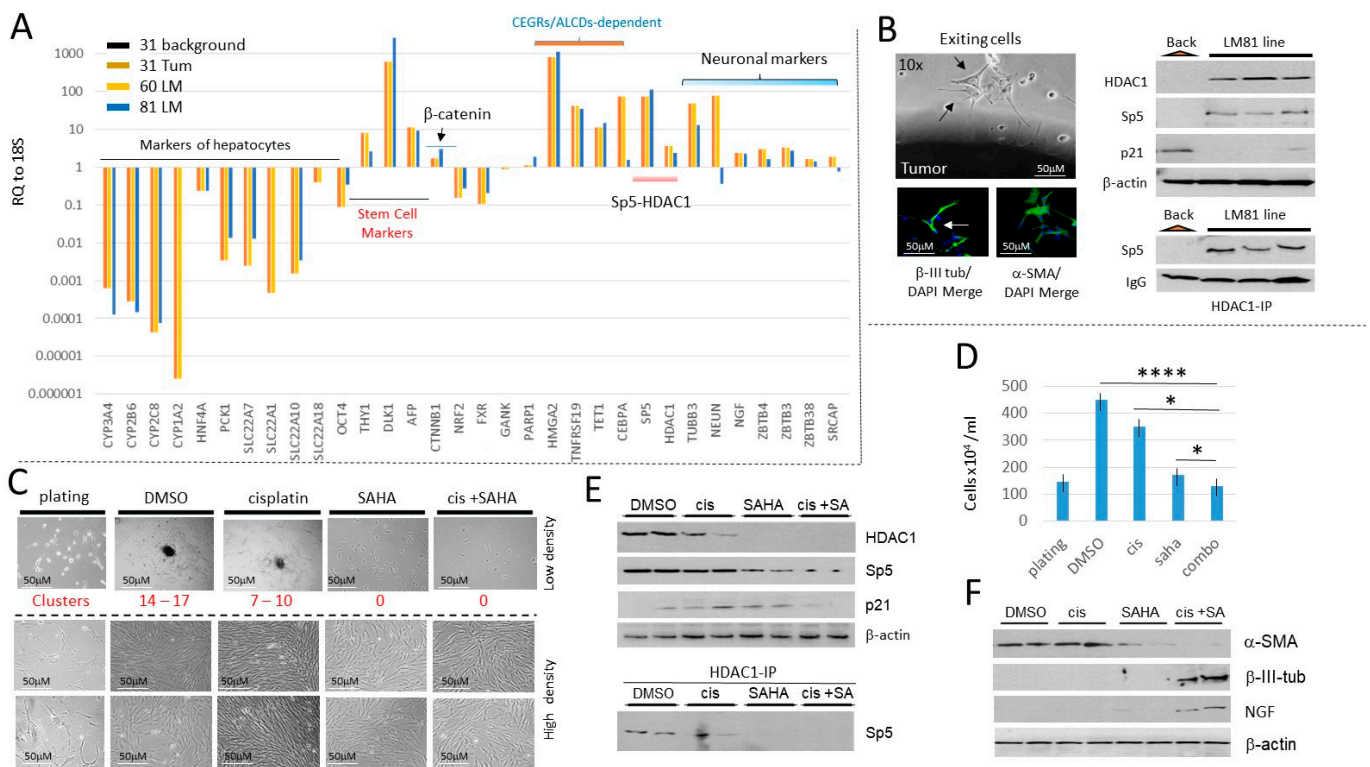 A
CEGRs/ALCDs-dependent
31 background
31 Tum
60 LM
81 LM
Neuronal markers
β-catenin
Markers of hepatocytes
Stem Cell
Markers
Sp5-HDAC1
RQ to 18S
1000
100
10
1
0.1
0.01
0.001
0.0001
0.00001
0.000001
CYP3A4
CYP2B6
CYP2C8
CYP1A2
HNF4A
PCK1
SLC22A7
SLC22A1
SLC22A10
SLC22A18
OCT4
THY1
DLK1
AFP
CTNNB1
NRF2
FXR
GANK
PARP1
HMGA2
TNFRSF19
TET1
CEBPA
SP5
HDAC1
TUBB3
NEUN
NGF
ZBTB4
ZBTB3
ZBTB38
SRCAP
B
Exiting cells
10x
Tumor
50µM
50µM
50µM
β-III tub/
DAPI Merge
α-SMA/
DAPI Merge
Back
LM81 line
HDAC1
Sp5
p21
β-actin
Back
LM81 line
Sp5
IgG
HDAC1-IP
C
plating
DMSO
cisplatin
SAHA
cis +SAHA
50µM
50µM
50µM
50µM
50µM
Low density
Clusters
14 – 17
7 – 10
0
0
50µM
50µM
50µM
50µM
50µM
High density
50µM
50µM
50µM
50µM
50µM
D
****
*
*
Cells x10⁴ /ml
500
400
300
200
100
0
plating
DMSO
cis
saha
combo
E
DMSO
cis
SAHA
cis +SA
HDAC1
Sp5
p21
β-actin
HDAC1-IP
DMSO
cis
SAHA
cis +SA
Sp5
F
DMSO
cis
SAHA
cis +SA
α-SMA
β-III-tub
NGF
β-actin